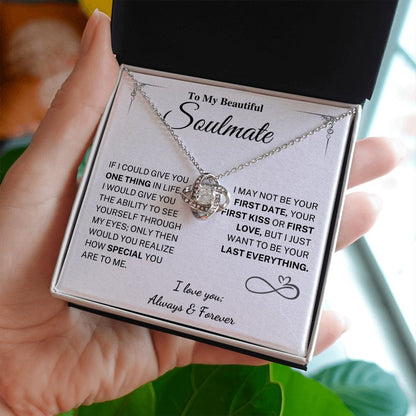 To My Beautiful
Soulmate
IF I COULD GIVE YOU
ONE THING IN LIFE,
I WOULD GIVE YOU
THE ABILITY TO SEE
YOURSELF THROUGH
MY EYES; ONLY THEN
WOULD YOU REALIZE
HOW SPECIAL YOU
ARE TO ME.
I MAY NOT BE YOUR
FIRST DATE, YOUR
FIRST KISS OR FIRST
LOVE, BUT I JUST
WANT TO BE YOUR
LAST EVERYTHING.
I love you;
Always & Forever